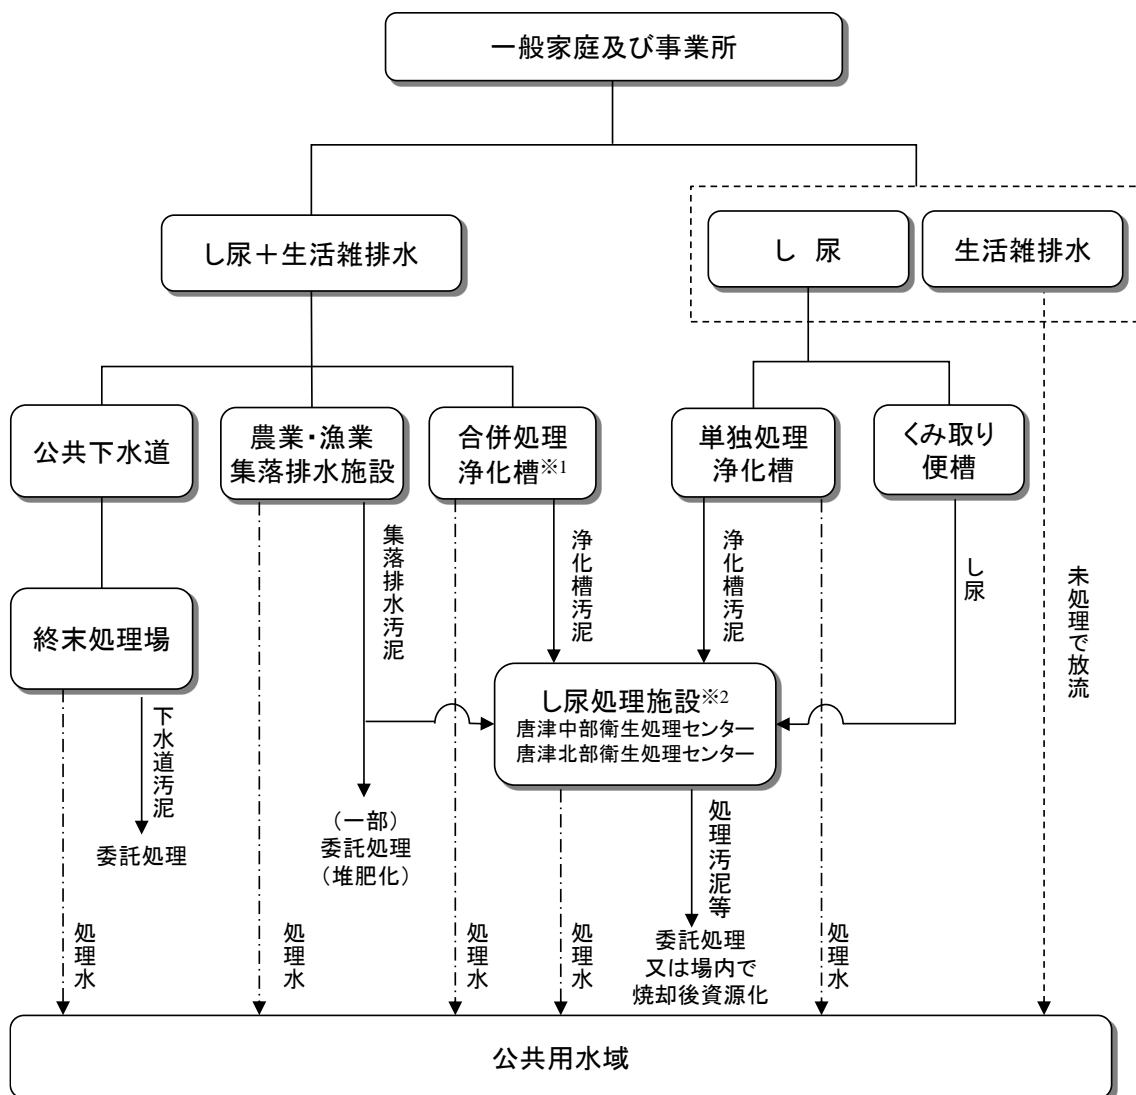 一般家庭及び事業所
し尿＋生活雑排水
し 尿
生活雑排水
公共下水道
農業・漁業
集落排水施設
合併処理
浄化槽※1
単独処理
浄化槽
くみ取り
便槽
集落排水汚泥
浄化槽汚泥
浄化槽汚泥
し尿
未処理で放流
終末処理場
し尿処理施設※2
唐津中部衛生処理センター
唐津北部衛生処理センター
下水道汚泥
委託処理
（一部）
委託処理
（堆肥化）
処理汚泥等
委託処理
又は場内で
焼却後資源化
処理水
処理水
処理水
処理水
処理水
公共用水域